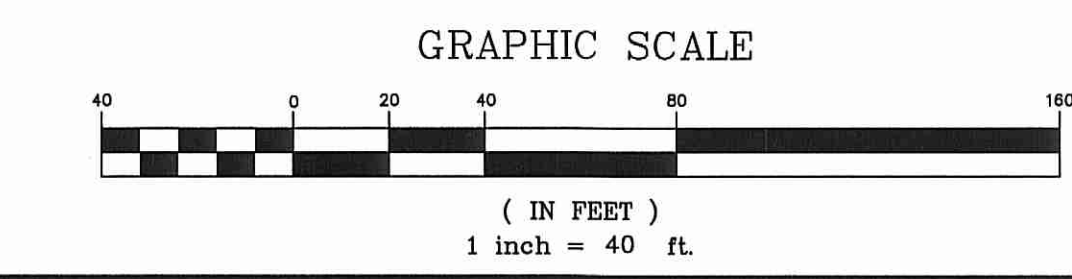 GRAPHIC SCALE
40 0 20 40 80 160
( IN FEET )
1 inch = 40 ft.